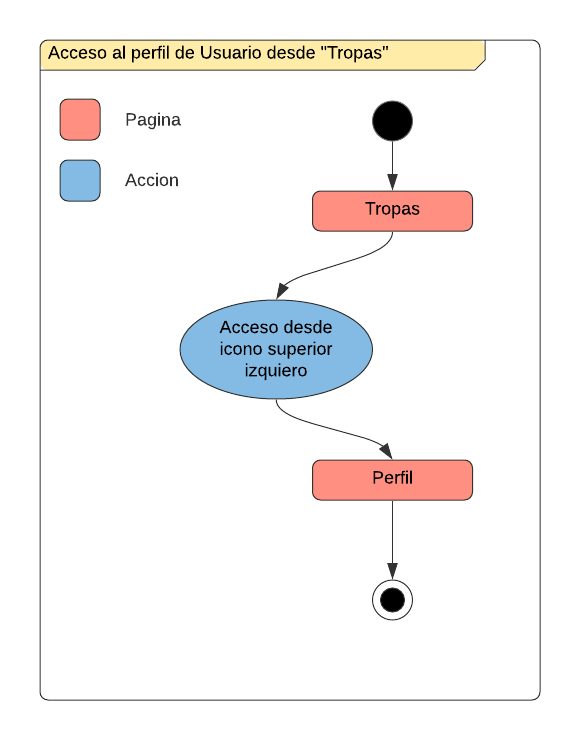 Acceso al perfil de Usuario desde "Tropas"
Pagina
Accion
Tropas
Acceso desde
icono superior
izquiero
Perfil